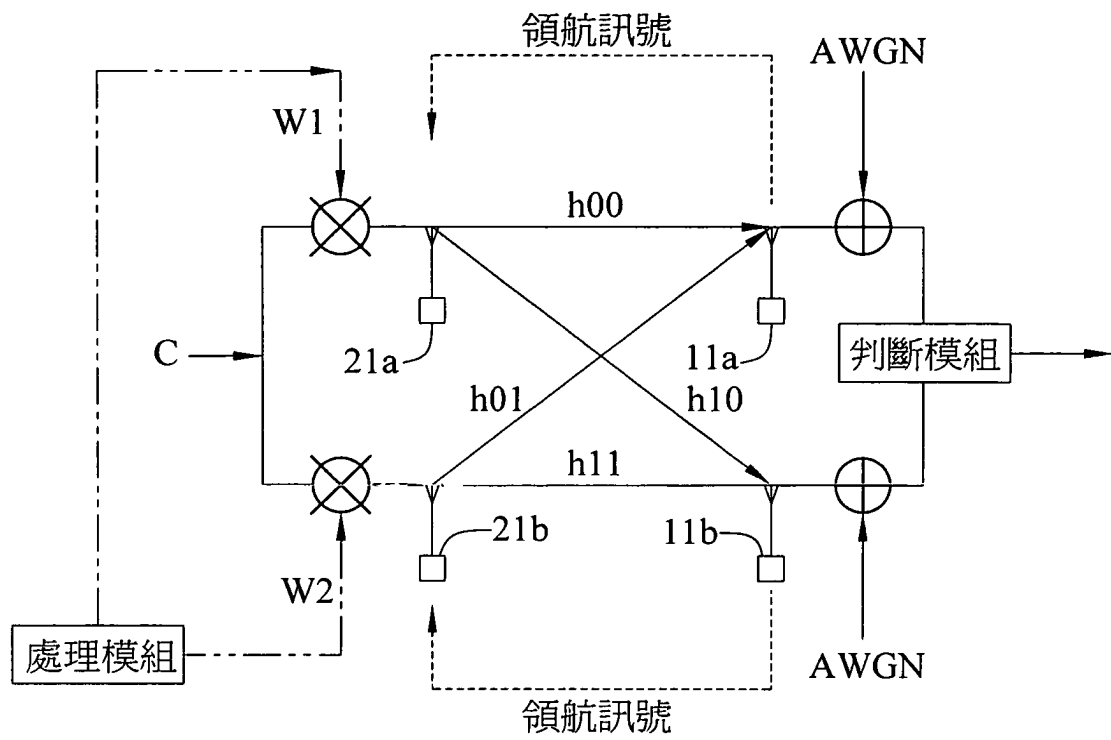 領航訊號
AWGN
W1
h00
C
21a
11a
判斷模組
h01
h10
h11
21b
11b
W2
處理模組
AWGN
領航訊號